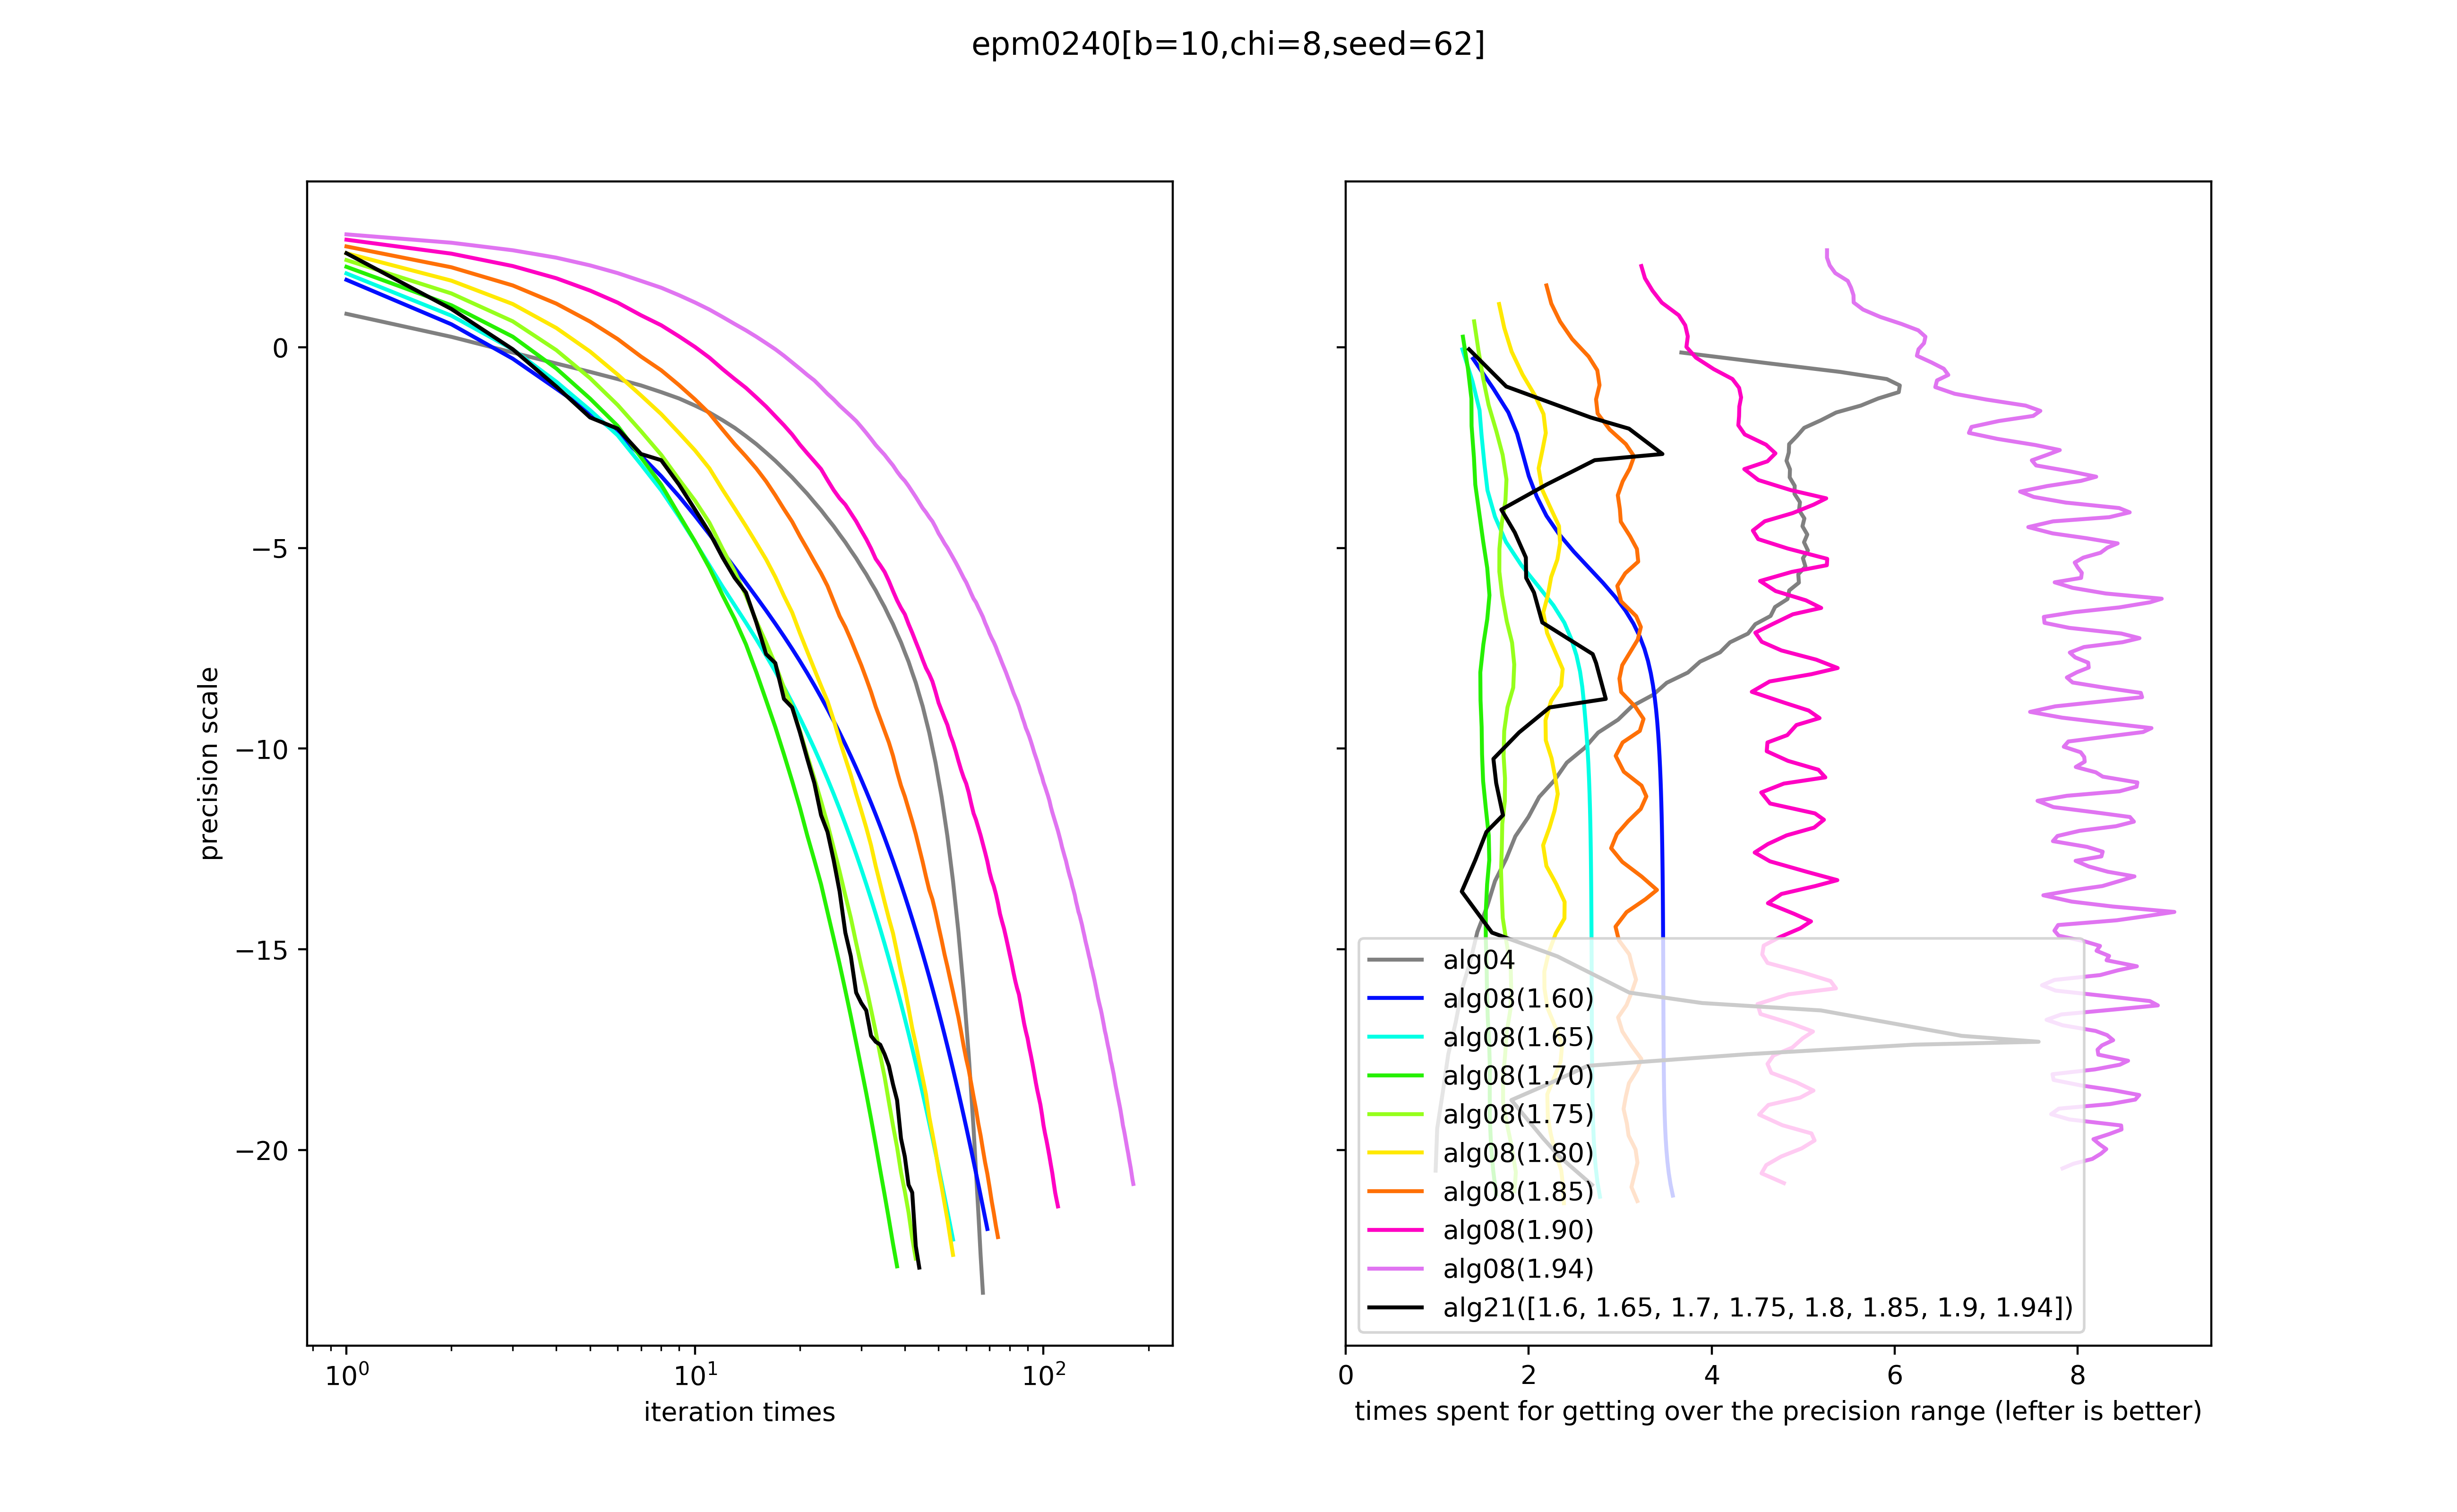 epm0240[b=10,chi=8,seed=62]
precision scale
0
−5
−10
−15
−20
10⁰
10¹
10²
iteration times
alg04
alg08(1.60)
alg08(1.65)
alg08(1.70)
alg08(1.75)
alg08(1.80)
alg08(1.85)
alg08(1.90)
alg08(1.94)
alg21([1.6, 1.65, 1.7, 1.75, 1.8, 1.85, 1.9, 1.94])
0
2
4
6
8
times spent for getting over the precision range (lefter is better)